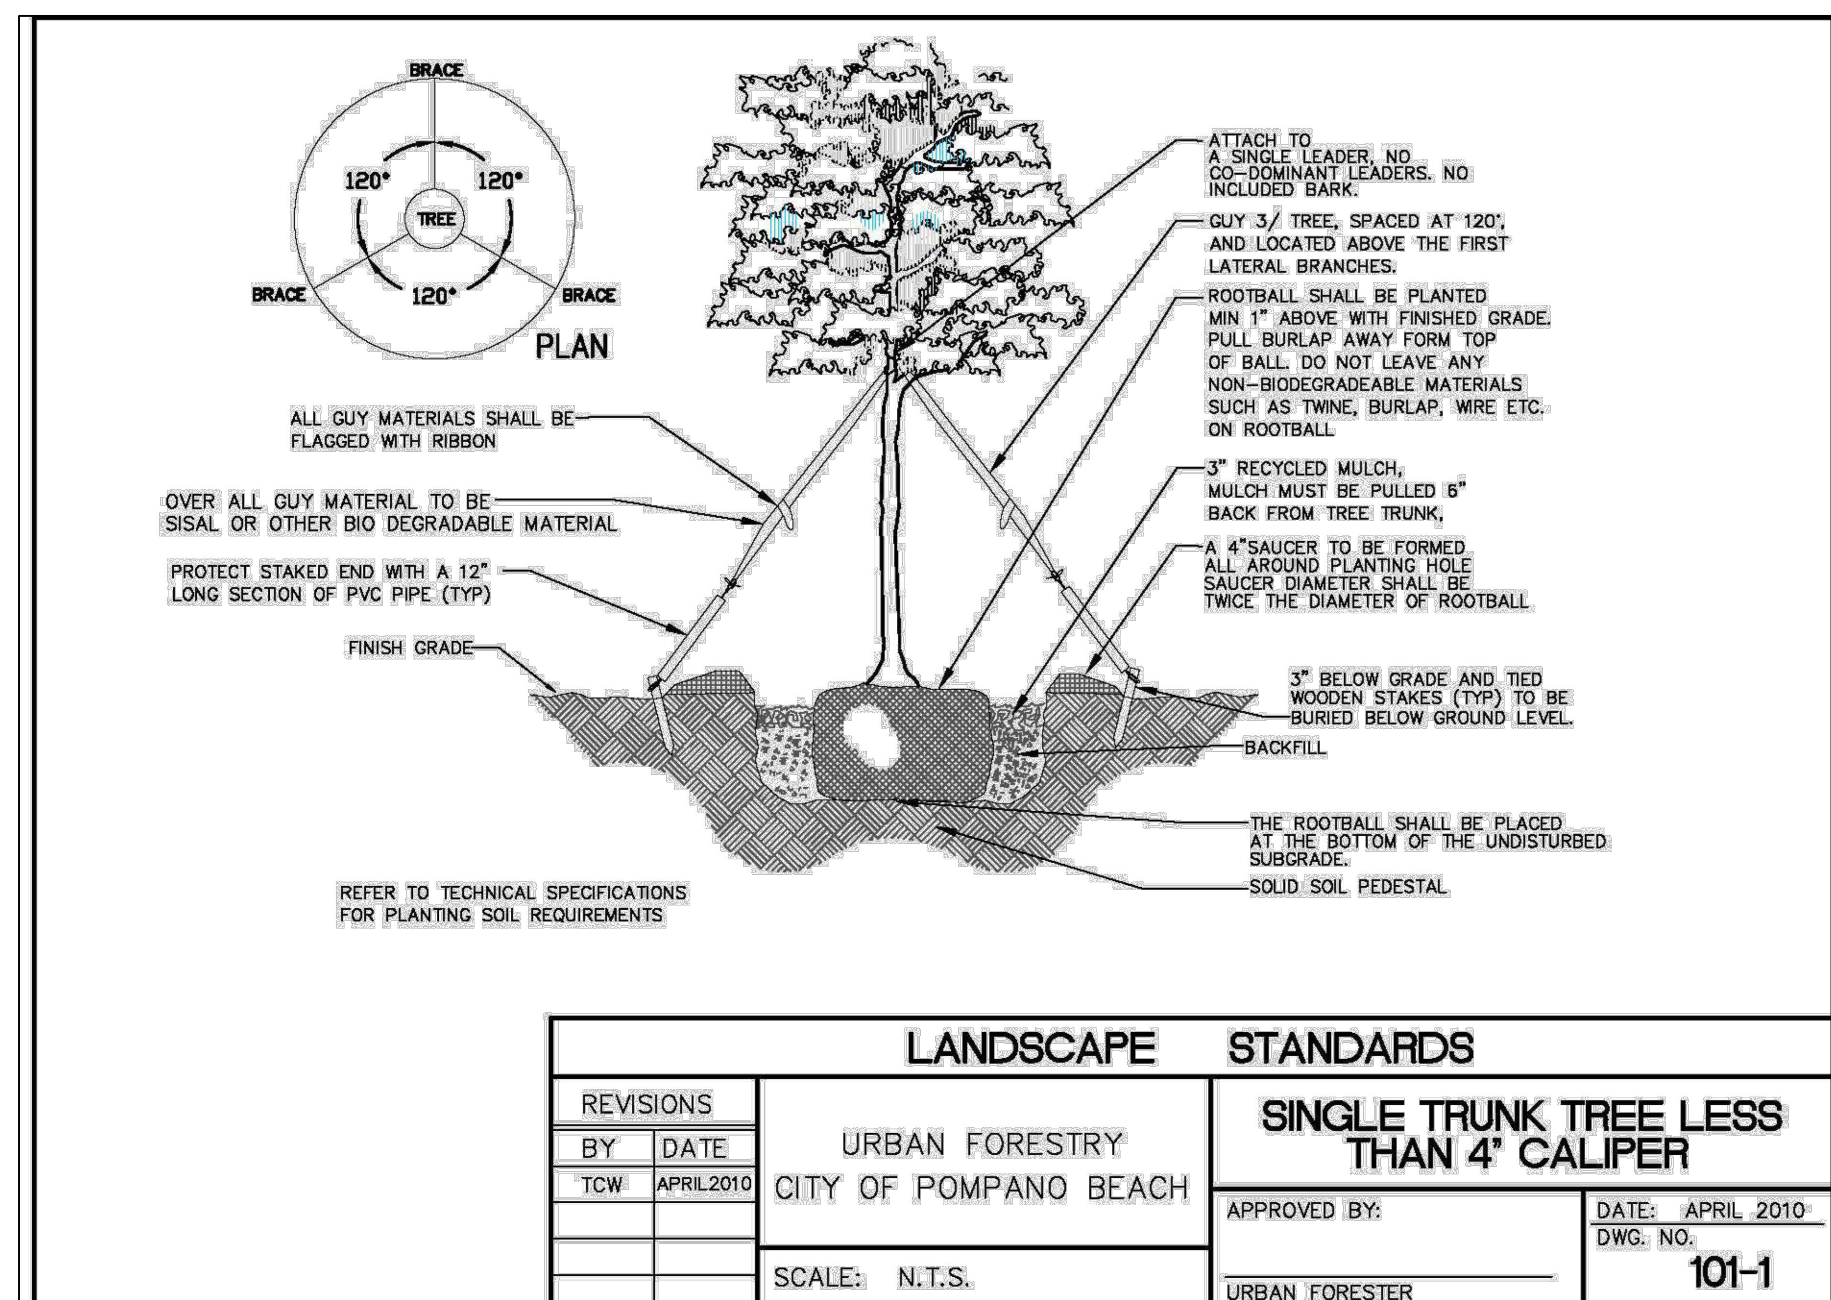 BRACE
120° 120°
TREE
120°
BRACE BRACE
PLAN
ATTACH TO
A SINGLE LEADER, NO
CO-DOMINANT LEADERS. NO
INCLUDED BARK.
GUY 3/ TREE, SPACED AT 120°,
AND LOCATED ABOVE THE FIRST
LATERAL BRANCHES.
ROOTBALL SHALL BE PLANTED
MIN 1" ABOVE WITH FINISHED GRADE.
PULL BURLAP AWAY FORM TOP
OF BALL. DO NOT LEAVE ANY
NON-BIODEGRADEABLE MATERIALS
SUCH AS TWINE, BURLAP, WIRE ETC.
ON ROOTBALL
3" RECYCLED MULCH,
MULCH MUST BE PULLED 6"
BACK FROM TREE TRUNK,
A 4"SAUCER TO BE FORMED
ALL AROUND PLANTING HOLE
SAUCER DIAMETER SHALL BE
TWICE THE DIAMETER OF ROOTBALL
3" BELOW GRADE AND TIED
WOODEN STAKES (TYP) TO BE
BURIED BELOW GROUND LEVEL.
BACKFILL
THE ROOTBALL SHALL BE PLACED
AT THE BOTTOM OF THE UNDISTURBED
SUBGRADE.
SOLID SOIL PEDESTAL
ALL GUY MATERIALS SHALL BE
FLAGGED WITH RIBBON
OVER ALL GUY MATERIAL TO BE
SISAL OR OTHER BIO DEGRADABLE MATERIAL
PROTECT STAKED END WITH A 12"
LONG SECTION OF PVC PIPE (TYP)
FINISH GRADE
REFER TO TECHNICAL SPECIFICATIONS
FOR PLANTING SOIL REQUIREMENTS
LANDSCAPE STANDARDS
REVISIONS
BY DATE
TCW APRIL2010
URBAN FORESTRY
CITY OF POMPANO BEACH
SCALE: N.T.S.
SINGLE TRUNK TREE LESS
THAN 4" CALIPER
APPROVED BY:
URBAN FORESTER
DATE: APRIL 2010
DWG. NO.
101-1